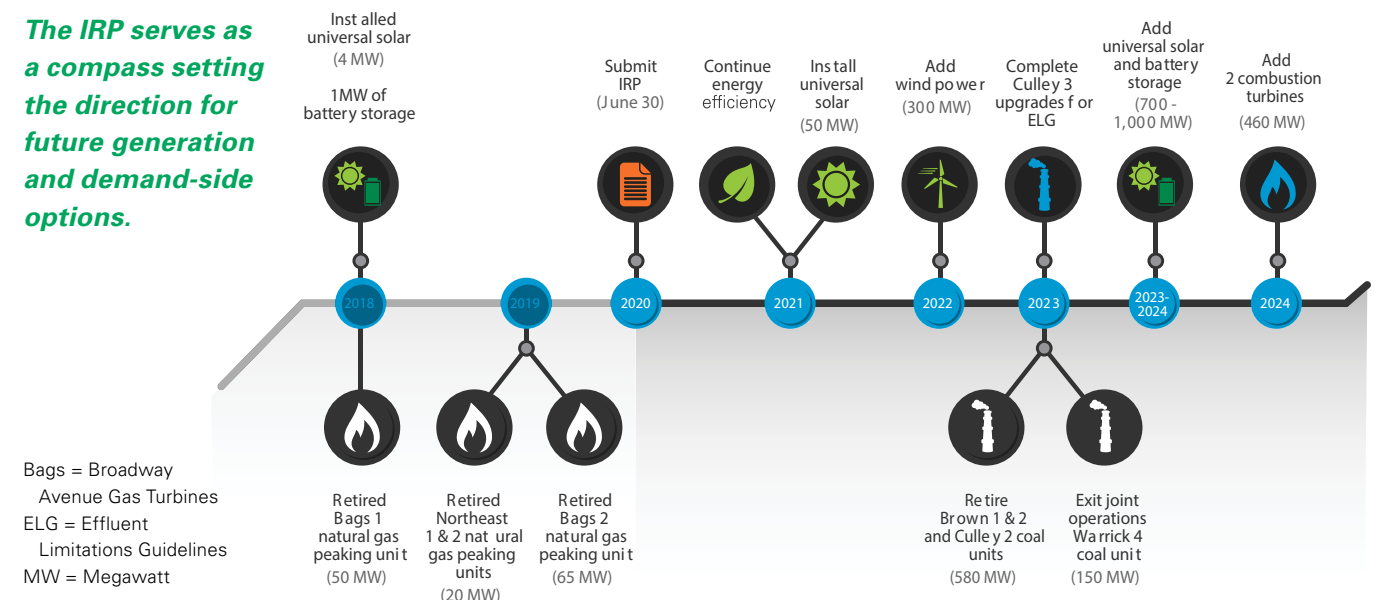 The IRP serves as
a compass setting
the direction for
future generation
and demand-side
options.
Installed
universal solar
(4 MW)
1MW of
battery storage
Submit
IRP
(June 30)
Continue
energy
efficiency
Install
universal
solar
(50 MW)
Add
wind power
(300 MW)
Complete
Culley 3
upgrades for
ELG
Add
universal solar
and battery
storage
(700 -
1,000 MW)
Add
2 combustion
turbines
(460 MW)
2018
2019
2020
2021
2022
2023
2023-
2024
2024
Retired
Bags 1
natural gas
peaking unit
(50 MW)
Retired
Northeast
1 & 2 natural
gas peaking
units
(20 MW)
Retired
Bags 2
natural gas
peaking unit
(65 MW)
Retire
Brown 1 & 2
and Culley 2 coal
units
(580 MW)
Exit joint
operations
Warrick 4
coal unit
(150 MW)
Bags = Broadway
Avenue Gas Turbines
ELG = Effluent
Limitations Guidelines
MW = Megawatt